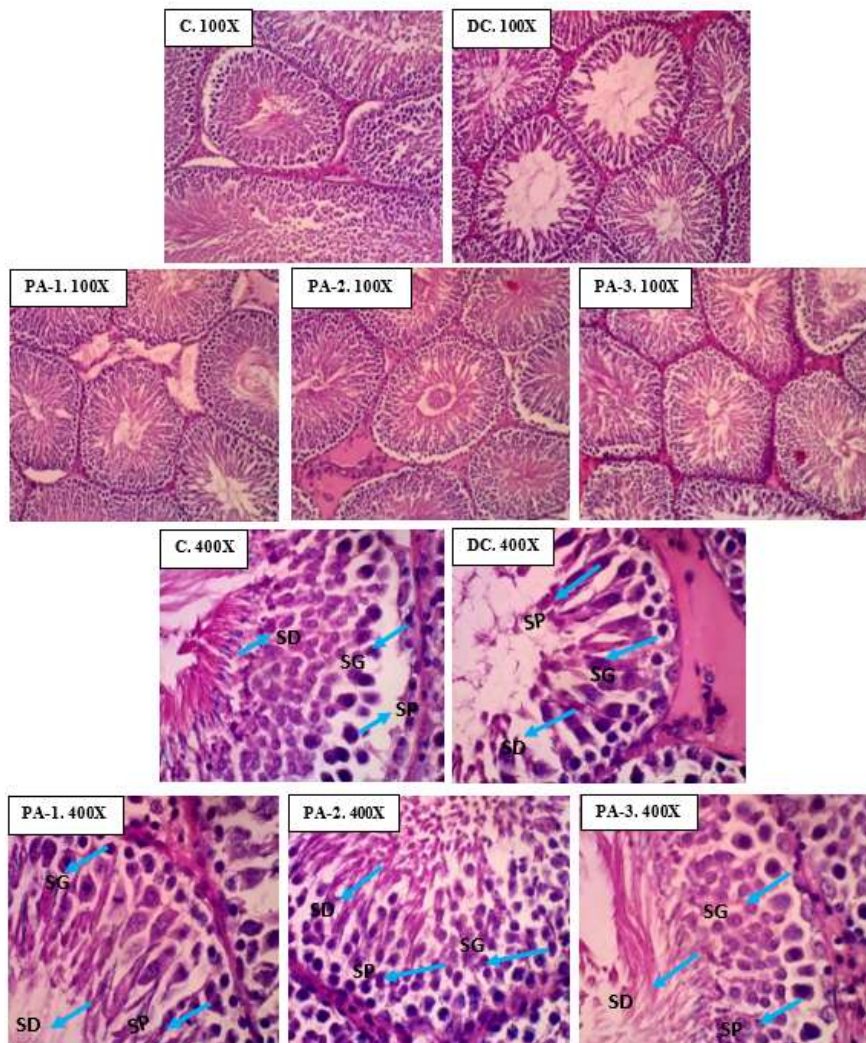 C. 100X
DC. 100X
PA-1. 100X
PA-2. 100X
PA-3. 100X
C. 400X
DC. 400X
SD
SG
SP
SP
SG
SD
PA-1. 400X
PA-2. 400X
PA-3. 400X
SG
SD
SP
SD
SG
SP
SG
SD
SP